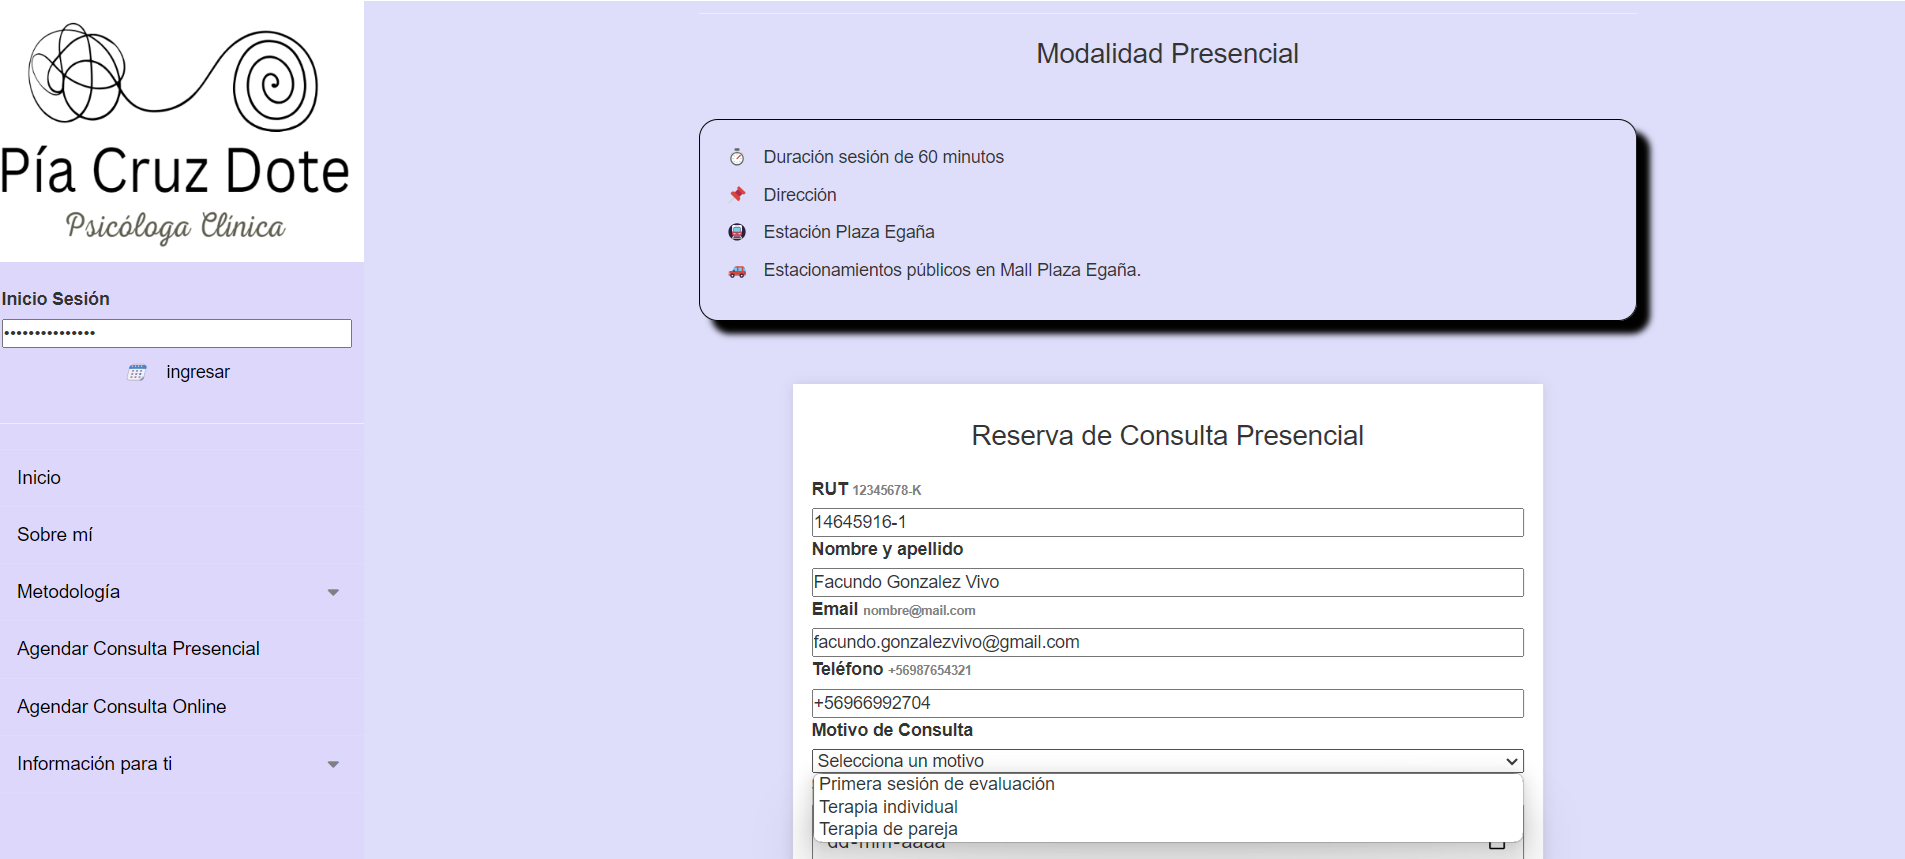 Pía Cruz Dote
Psicóloga Clínica
Inicio Sesión
•••••••••••••••
ingresar
Inicio
Sobre mí
Metodología
Agendar Consulta Presencial
Agendar Consulta Online
Información para ti
Modalidad Presencial
Duración sesión de 60 minutos
Dirección
Estación Plaza Egaña
Estacionamientos públicos en Mall Plaza Egaña.
Reserva de Consulta Presencial
RUT 12345678-K
14645916-1
Nombre y apellido
Facundo Gonzalez Vivo
Email nombre@mail.com
facundo.gonzalezvivo@gmail.com
Teléfono +56987654321
+56966992704
Motivo de Consulta
Selecciona un motivo
Primera sesión de evaluación
Terapia individual
Terapia de pareja
dd-mm-aaaa